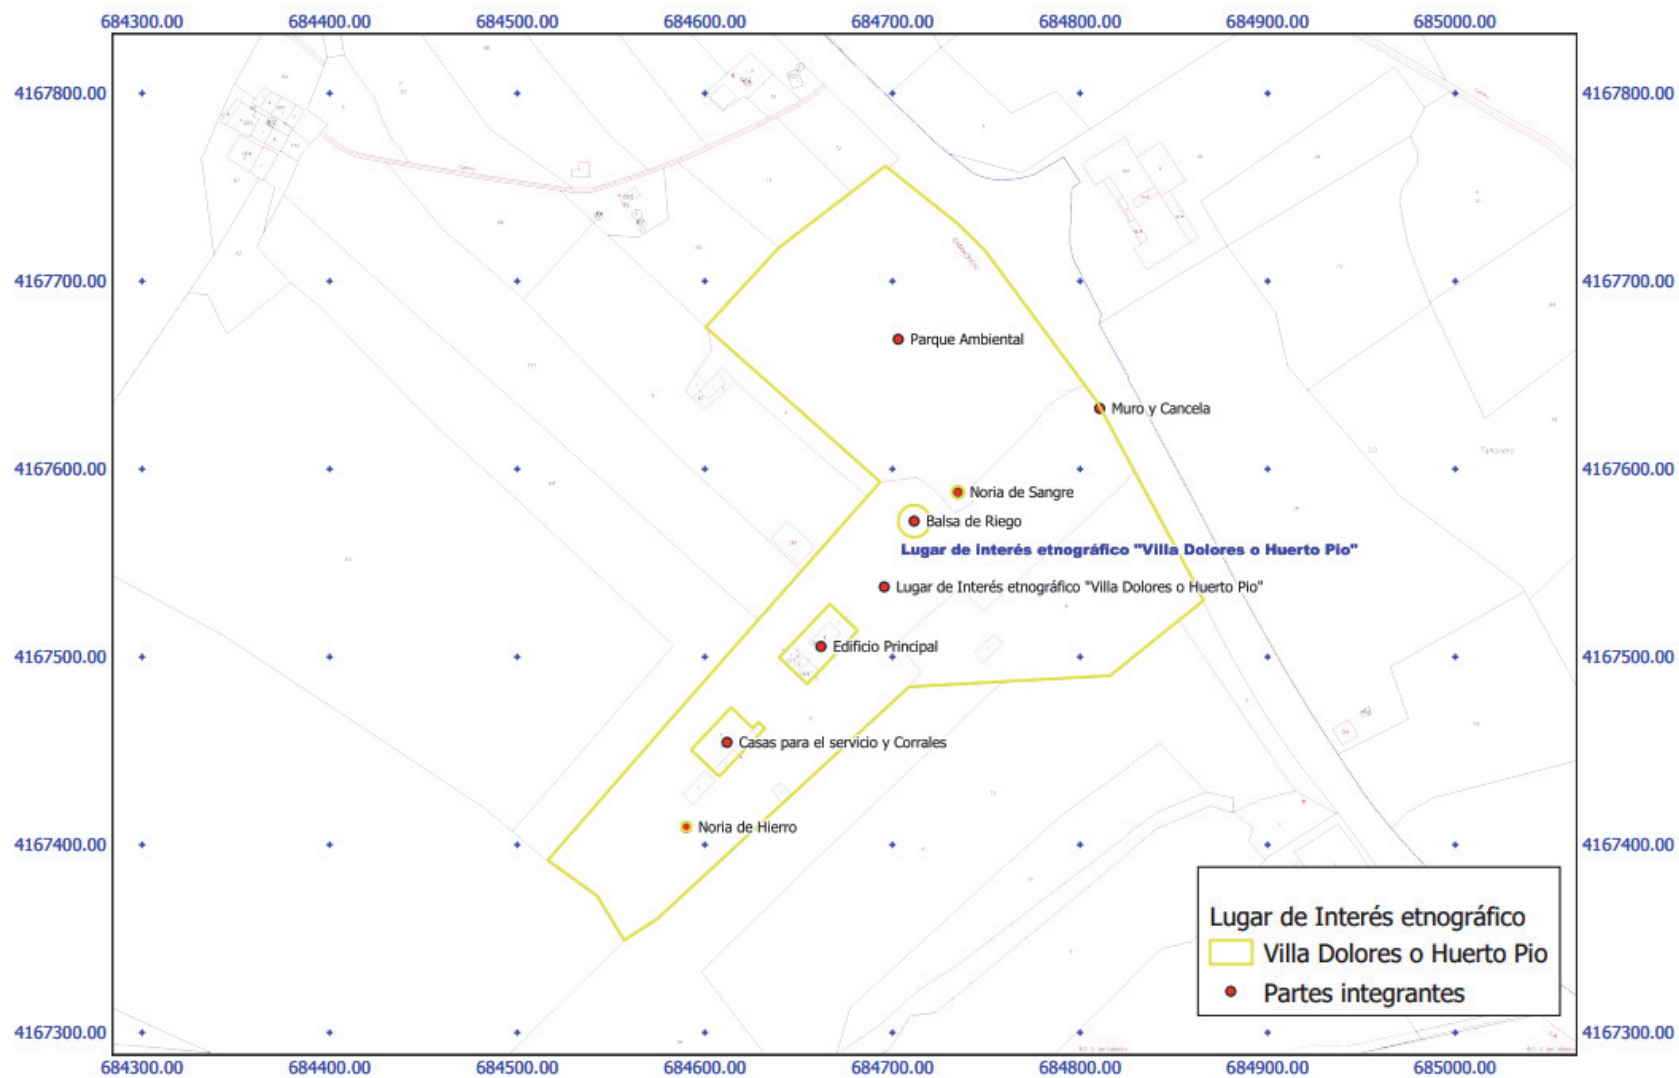 684300.00 684400.00 684500.00 684600.00 684700.00 684800.00 684900.00 685000.00
4167800.00 4167800.00
4167700.00 4167700.00
Parque Ambiental
Muro y Cancela
4167600.00 4167600.00
Noria de Sangre
Balsa de Riego
Lugar de interés etnográfico "Villa Dolores o Huerto Pio"
Lugar de Interés etnográfico "Villa Dolores o Huerto Pio"
Edificio Principal
4167500.00 4167500.00
Casas para el servicio y Corrales
Noria de Hierro
4167400.00 4167400.00
Lugar de Interés etnográfico
Villa Dolores o Huerto Pio
Partes integrantes
4167300.00 4167300.00
684300.00 684400.00 684500.00 684600.00 684700.00 684800.00 684900.00 685000.00